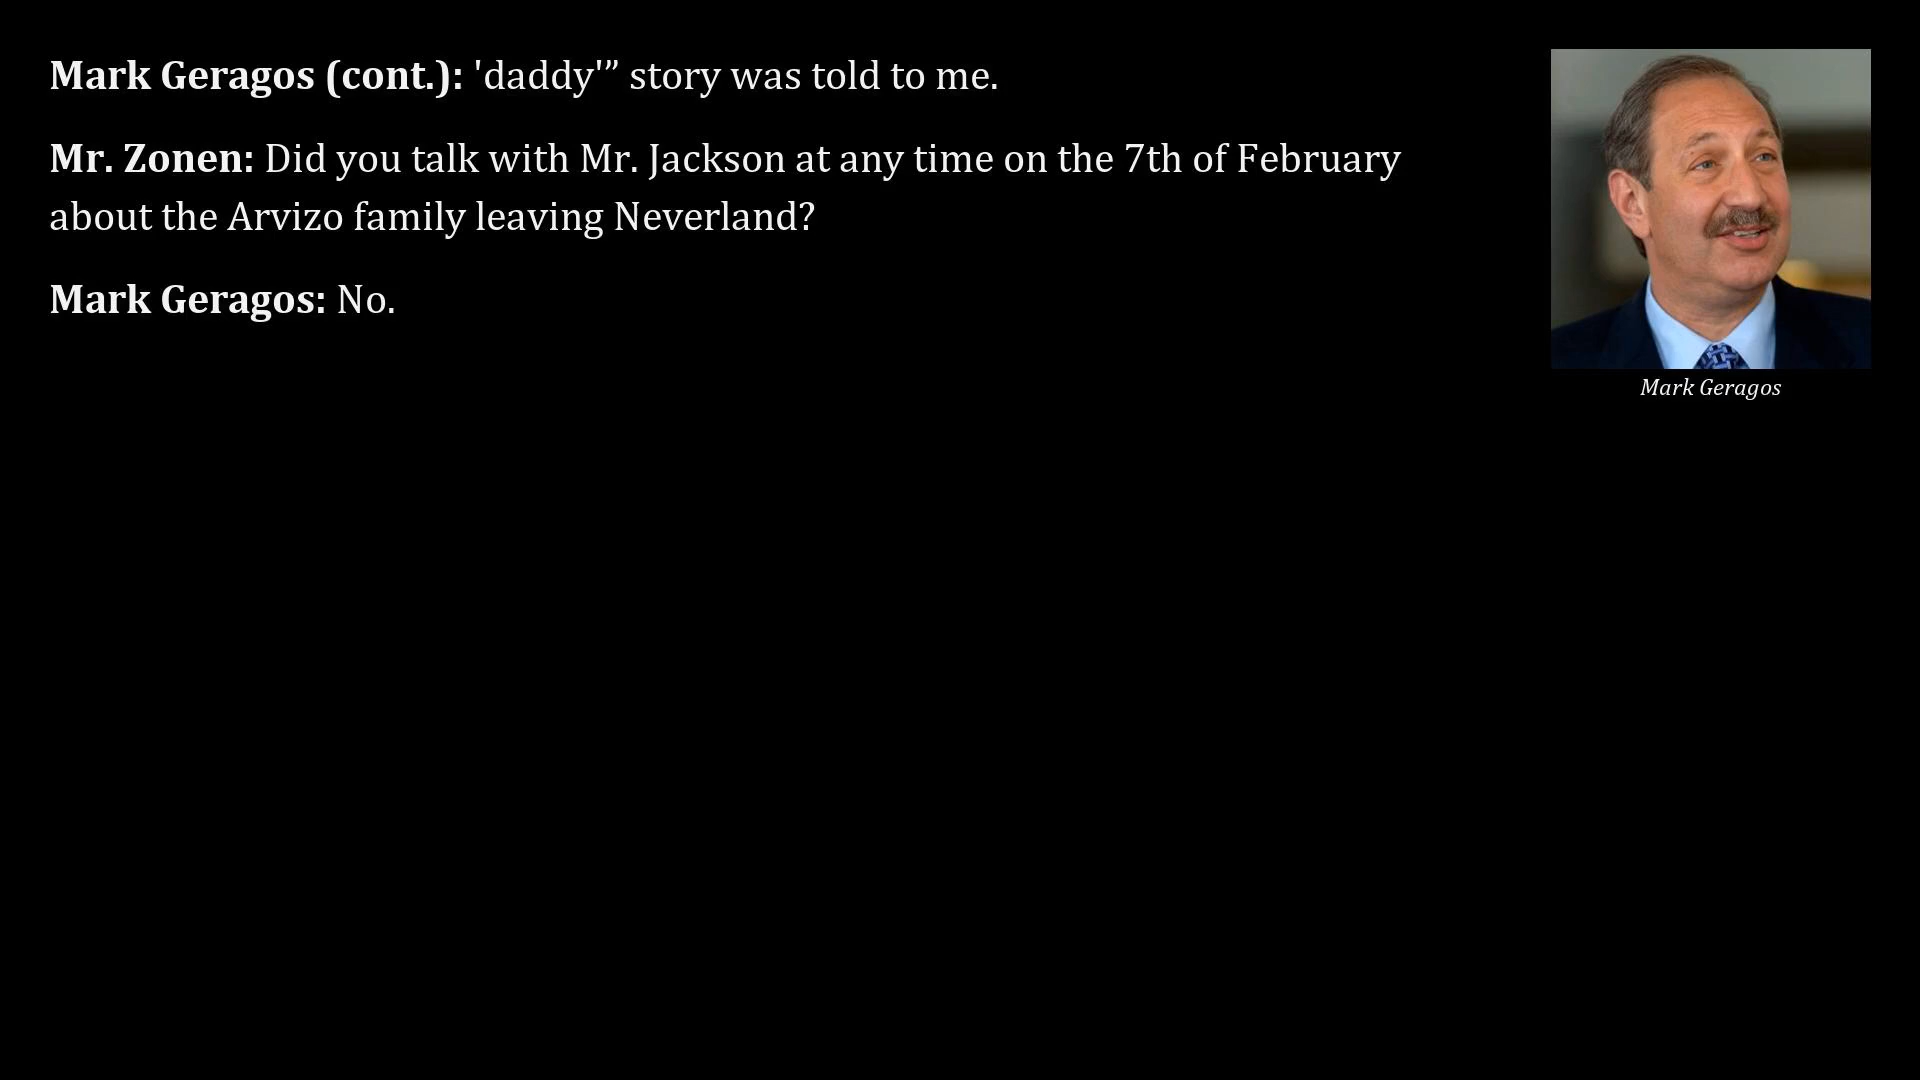 Mark Geragos (cont.): 'daddy'” story was told to me.
Mr. Zonen: Did you talk with Mr. Jackson at any time on the 7th of February
about the Arvizo family leaving Neverland?
Mark Geragos: No.
Mark Geragos